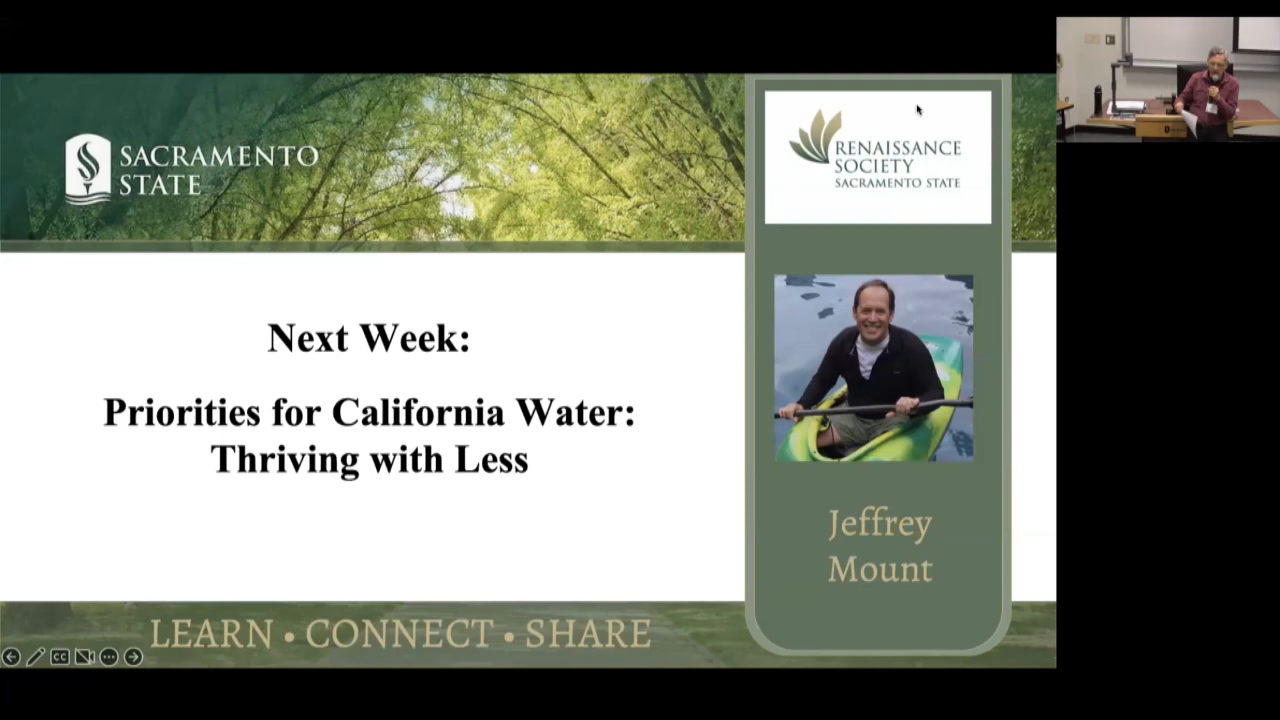 SACRAMENTO
STATE
RENAISSANCE
SOCIETY
SACRAMENTO STATE
Next Week:
Priorities for California Water:
Thriving with Less
Jeffrey
Mount
LEARN • CONNECT • SHARE
CC